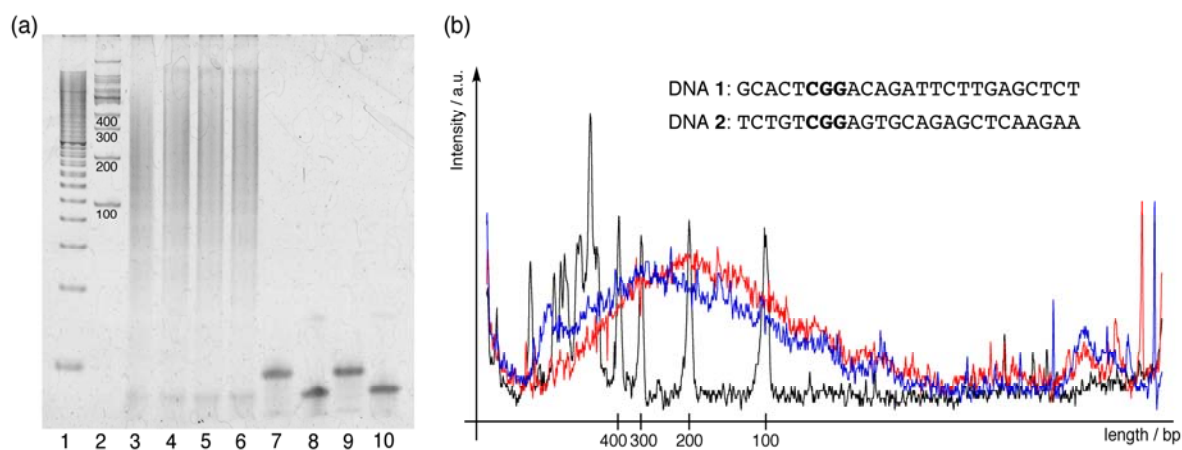 (a)
400
300
200
100
1 2 3 4 5 6 7 8 9 10
(b)
Intensity / a.u.
DNA 1: GCACTCGGACAGATTCTTGAGCTCT
DNA 2: TCTGTCGGAGTGCAGAGCTCAAGAA
400 300 200 100
length / bp